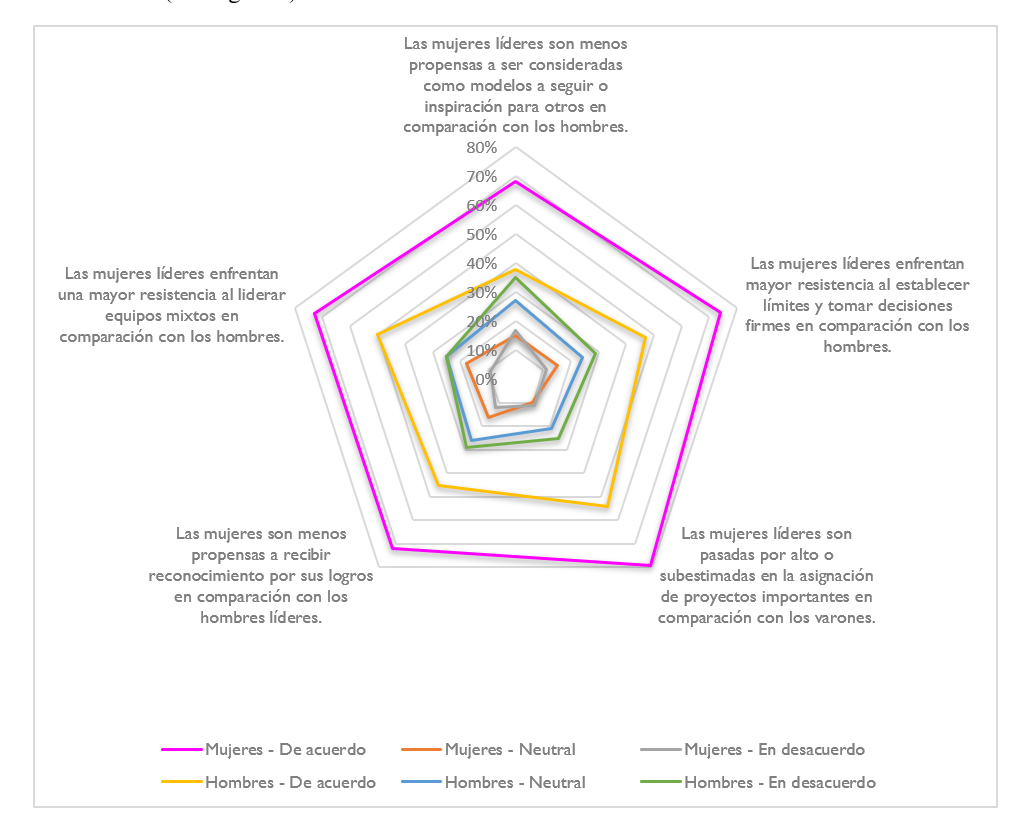 Las mujeres líderes son menos
propensas a ser consideradas
como modelos a seguir o
inspiración para otros en
comparación con los hombres.
80%
70%
60%
50%
40%
30%
20%
10%
0%
Las mujeres líderes enfrentan
mayor resistencia al establecer
límites y tomar decisiones
firmes en comparación con los
hombres.
Las mujeres líderes son
pasadas por alto o
subestimadas en la asignación
de proyectos importantes en
comparación con los varones.
Las mujeres son menos
propensas a recibir
reconocimiento por sus logros
en comparación con los
hombres líderes.
Las mujeres líderes enfrentan
una mayor resistencia al liderar
equipos mixtos en
comparación con los hombres.
Mujeres - De acuerdo
Mujeres - Neutral
Mujeres - En desacuerdo
Hombres - De acuerdo
Hombres - Neutral
Hombres - En desacuerdo